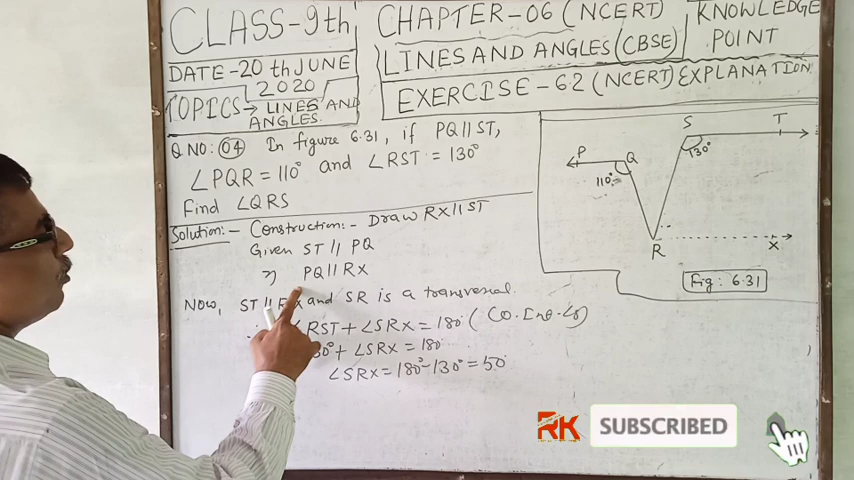 CLASS-9th
DATE-20 th JUNE
2020
TOPICS → LINES AND
ANGLES.
CHAPTER-06 (NCERT)
LINES AND ANGLES (CBSE)
KNOWLEDGE
POINT
EXERCISE-6.2 (NCERT) EXPLANATION
Q NO: 04 In figure 6.31, if PQ || ST,
∠PQR = 110° and ∠RST = 130°
Find ∠QRS
Solution:- Construction:- Draw RX || ST
Given ST || PQ
⇒ PQ || RX
Now, ST || RX and SR is a transversal.
∠RST + ∠SRX = 180° (Co. Int. ∠s)
30° + ∠SRX = 180
∠SRX = 180° - 130° = 50°
P
Q
110°
S
T
130°
R
X
Fig: 6.31
RK
SUBSCRIBED